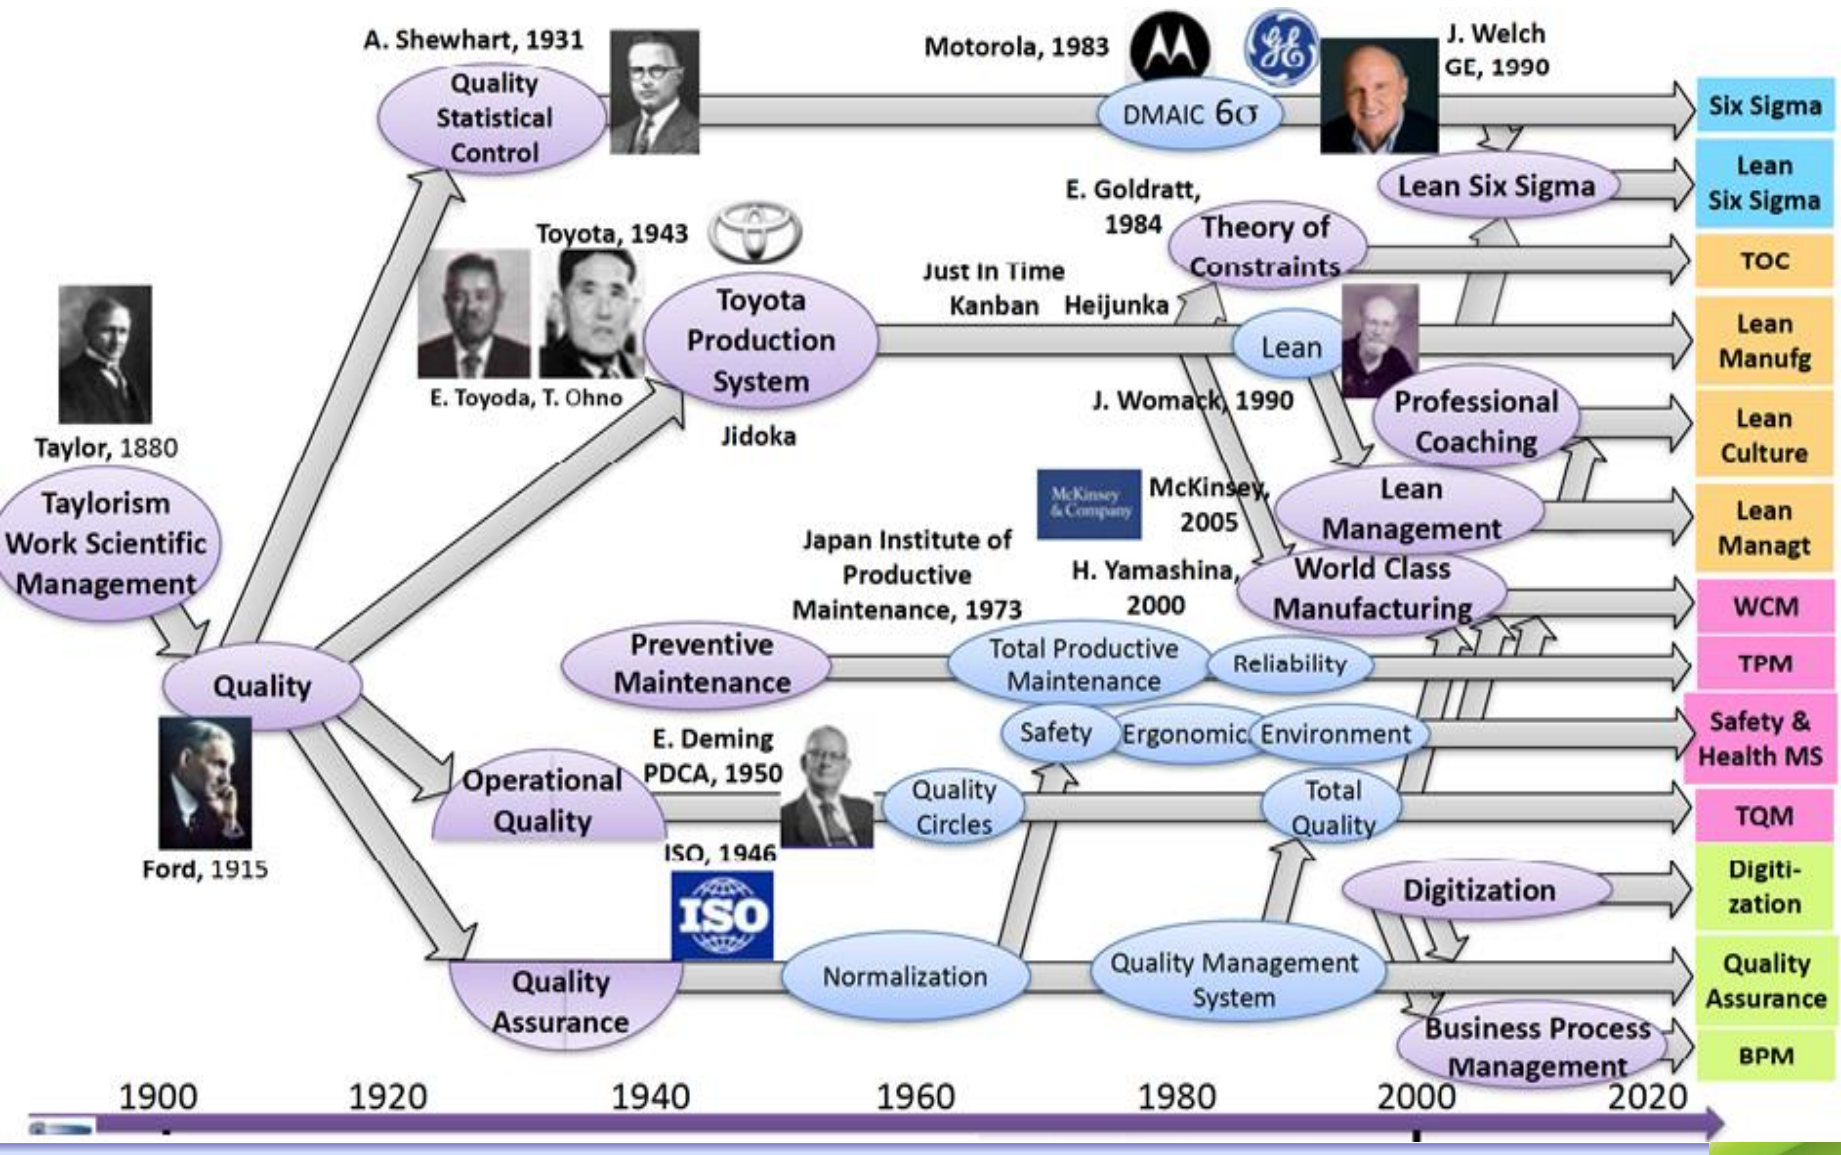 A. Shewhart, 1931
Quality
Statistical
Control
Motorola, 1983
GE
J. Welch
GE, 1990
DMAIC 6σ
Six Sigma
Lean Six Sigma
Lean
Six Sigma
E. Goldratt,
1984
Theory of
Constraints
TOC
Toyota, 1943
E. Toyoda, T. Ohno
Toyota
Production
System
Jidoka
Just In Time
Kanban Heijunka
Lean
J. Womack, 1990
Lean
Manufg
Professional
Coaching
Lean
Culture
Taylor, 1880
Taylorism
Work Scientific
Management
McKinsey
& Company
McKinsey,
2005
Lean
Management
Lean
Managt
Japan Institute of
Productive
Maintenance, 1973
H. Yamashina,
2000
World Class
Manufacturing
WCM
Quality
Ford, 1915
Preventive
Maintenance
Total Productive
Maintenance
Reliability
TPM
Safety
Ergonomic
Environment
Safety &
Health MS
E. Deming
PDCA, 1950
Operational
Quality
Quality
Circles
Total
Quality
TQM
ISO, 1946
ISO
Digitization
Digiti-
zation
Quality
Assurance
Normalization
Quality Management
System
Quality
Assurance
Business Process
Management
BPM
1900 1920 1940 1960 1980 2000 2020